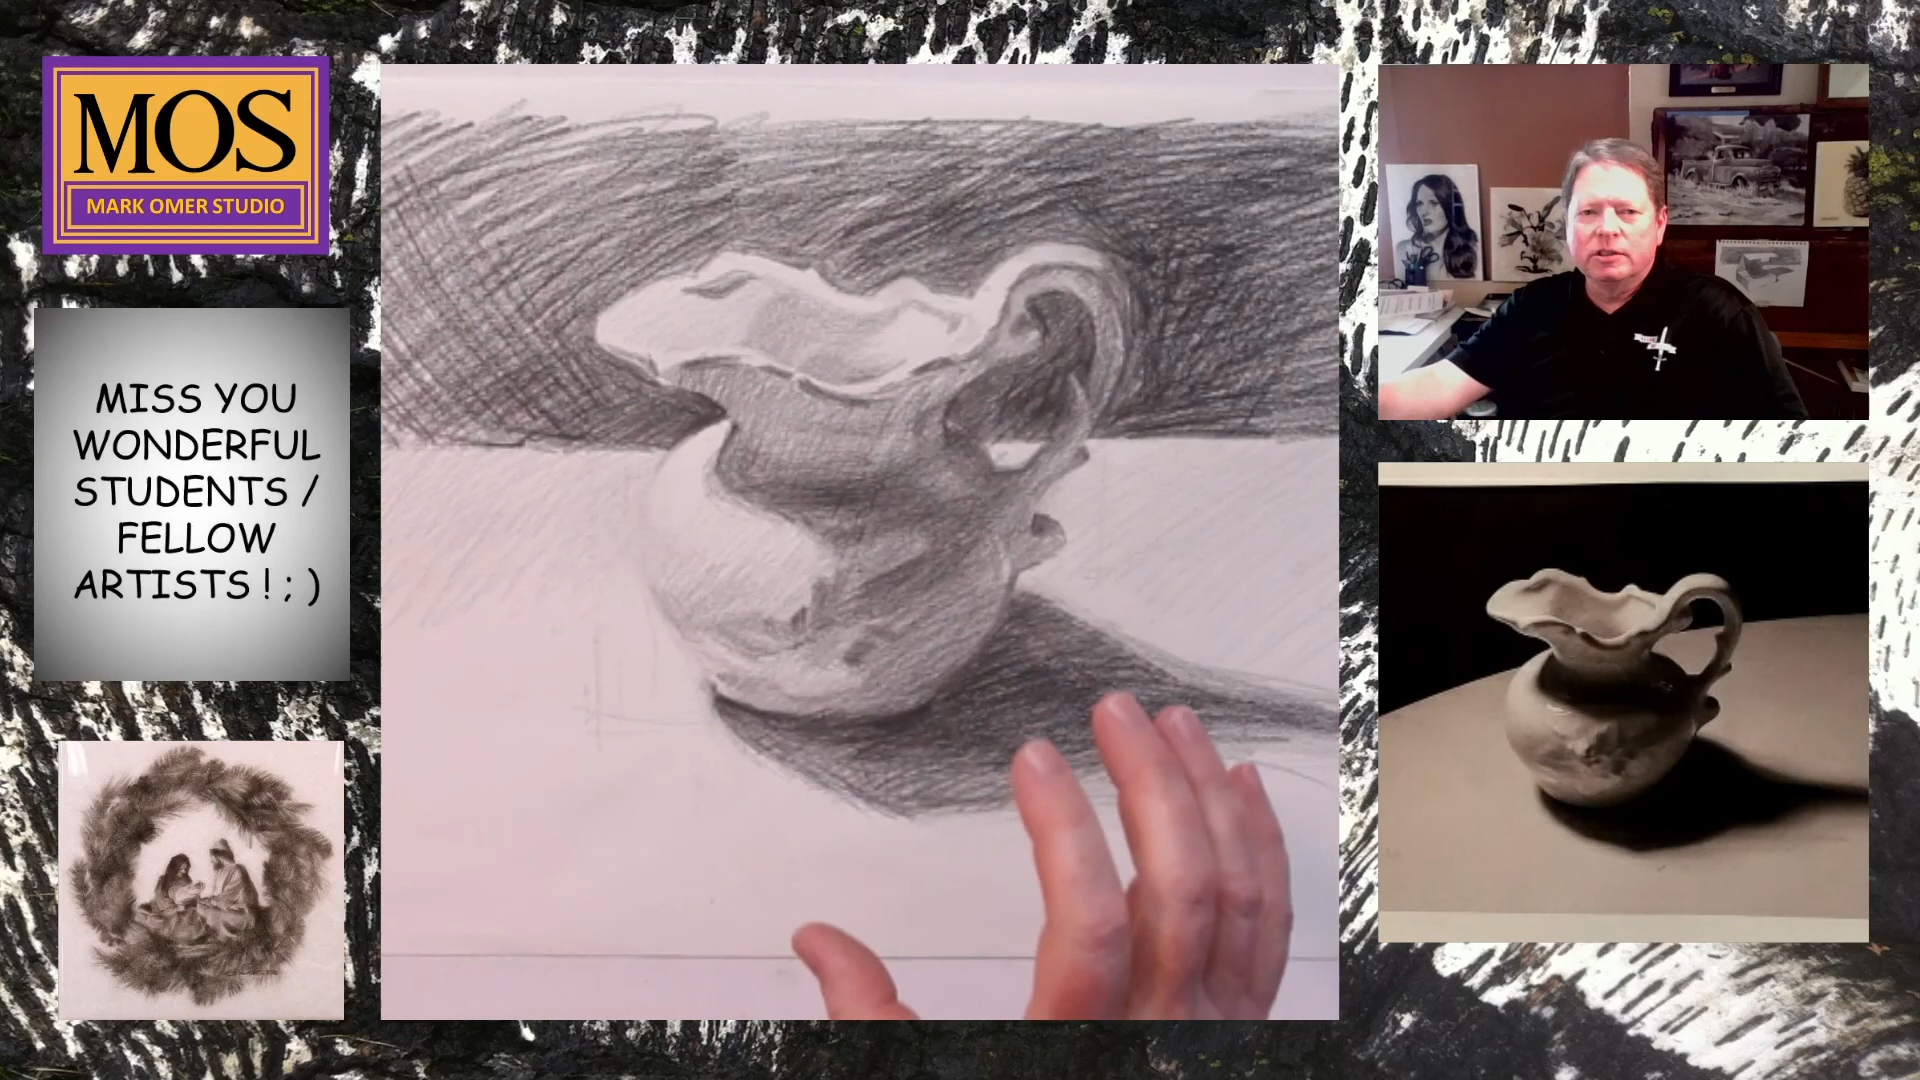 MOS
MARK OMER STUDIO
MISS YOU
WONDERFUL
STUDENTS /
FELLOW
ARTISTS ! ; )